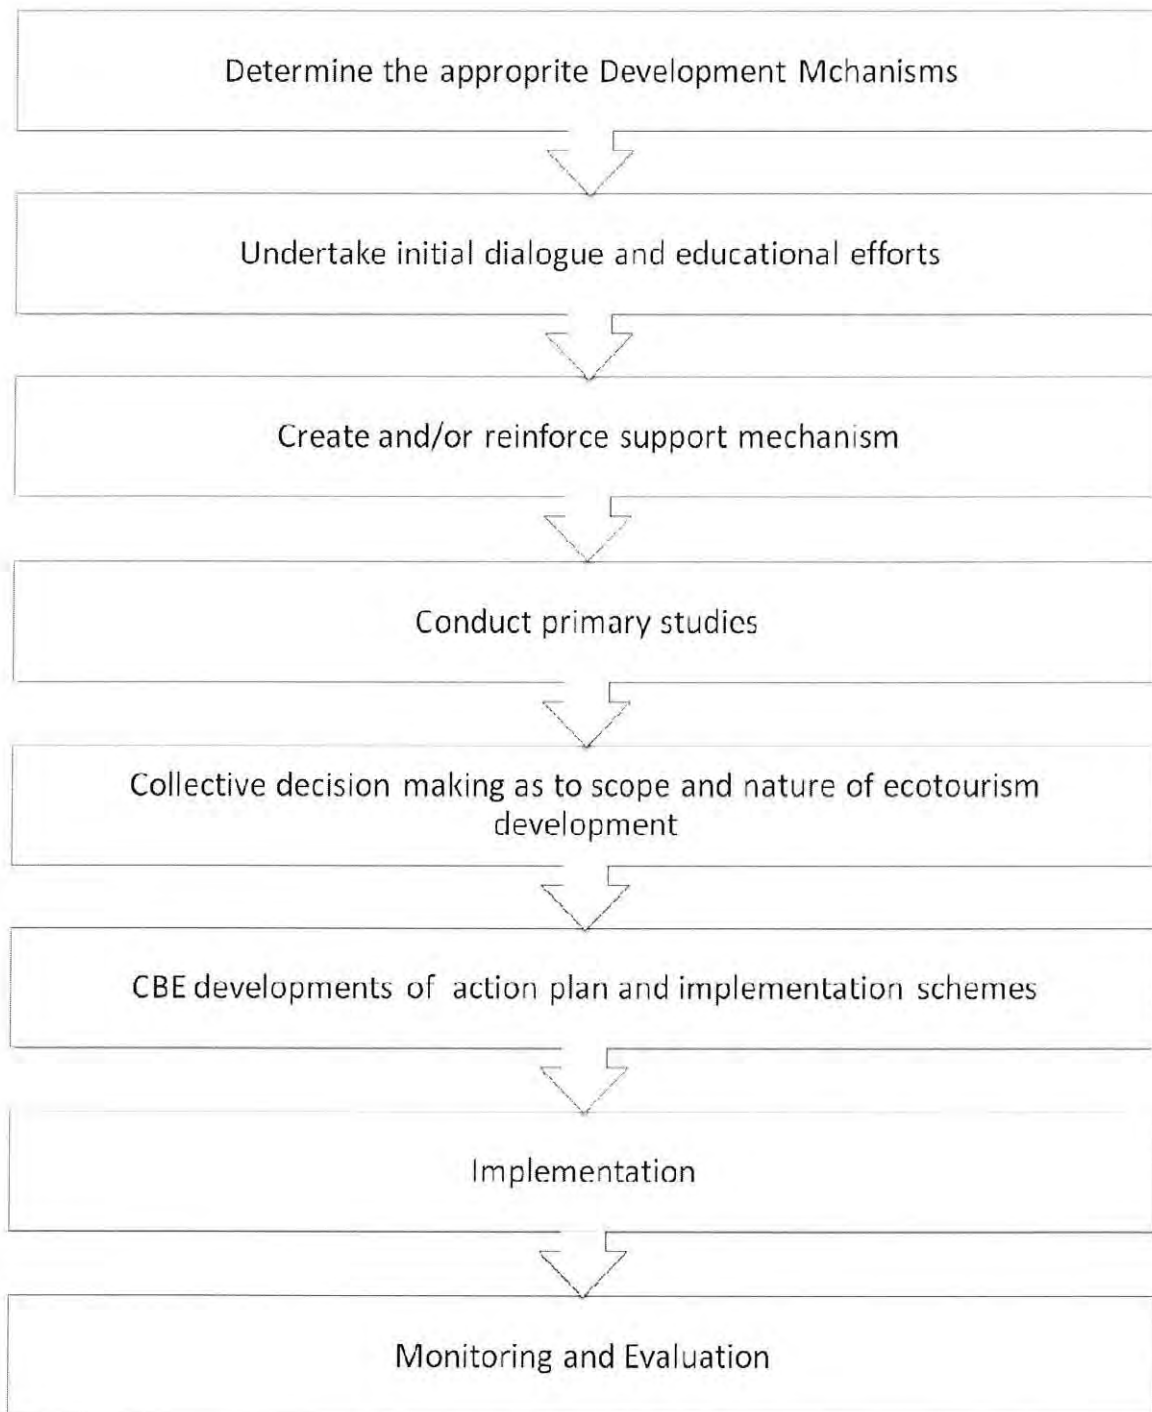 Determine the approprite Development Mchanisms
Undertake initial dialogue and educational efforts
Create and/or reinforce support mechanism
Conduct primary studies
Collective decision making as to scope and nature of ecotourism
development
CBE developments of action plan and implementation schemes
Implementation
Monitoring and Evaluation